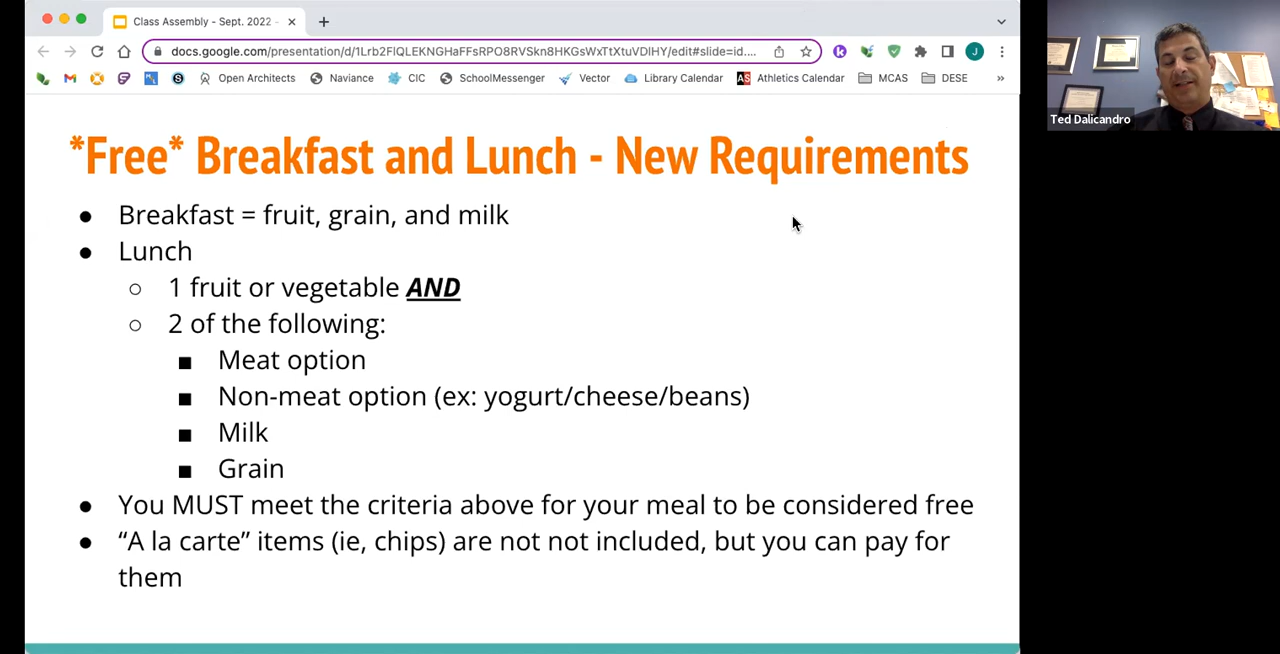 Class Assembly - Sept. 2022 -
docs.google.com/presentation/d/1Lrb2FIQLEKNGHaFFsRPO8RVSkn8HKGsWxTtXtuVDlHY/edit#slide=id....
J
Open Architects
Naviance
CIC
SchoolMessenger
Vector
Library Calendar
AS Athletics Calendar
MCAS
DESE
»
Ted Dalicandro
*Free* Breakfast and Lunch - New Requirements
● Breakfast = fruit, grain, and milk
● Lunch
○ 1 fruit or vegetable AND
○ 2 of the following:
■ Meat option
■ Non-meat option (ex: yogurt/cheese/beans)
■ Milk
■ Grain
● You MUST meet the criteria above for your meal to be considered free
● “A la carte” items (ie, chips) are not not included, but you can pay for
them